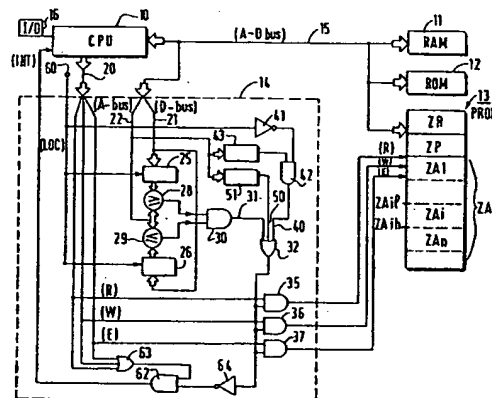 16
I/O
10
CPU
(INT)
60
20
(A-D bus)
15
11
RAM
12
ROM
13
PROM
14
(A-bus)
22
(D-bus)
21
(LOC)
41
43
42
51
25
28
29
26
30
31
50
40
32
ZR
ZP
ZA1
ZAiℓ
ZAi
ZAih
ZAn
ZA
(R)
(W)
(E)
(R)
35
(W)
36
(E)
37
63
62
64